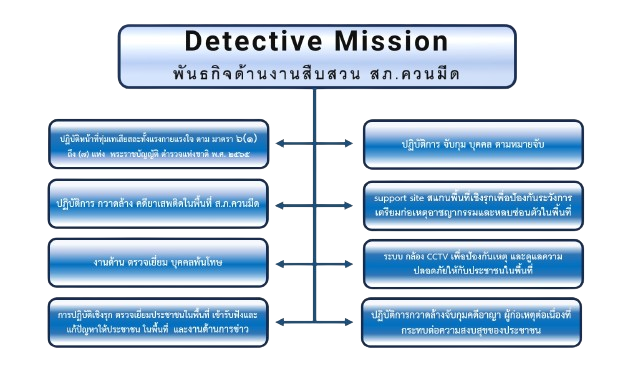 Detective Mission
พันธกิจด้านงานสืบสวน สภ.ควนมีด
ปฏิบัติหน้าที่ทุ่มเทเสียสละทั้งแรงกายแรงใจ ตาม มาตรา ๖(๑)
ถึง (๗) แห่ง พระราชบัญญัติ ตำรวจแห่งชาติ พ.ศ. ๒๕๖๕
ปฏิบัติการ จับกุม บุคคล ตามหมายจับ
ปฏิบัติการ กวาดล้าง คดียาเสพติดในพื้นที่ ส.ภ.ควนมีด
support site สแกนพื้นที่เชิงรุกเพื่อป้องกันระวังการ
เตรียมก่อเหตุอาชญากรรมและหลบซ่อนตัวในพื้นที่
งานด้าน ตรวจเยี่ยม บุคคลพ้นโทษ
ระบบ กล้อง CCTV เพื่อป้องกันเหตุ และดูแลความ
ปลอดภัยให้กับประชาชนในพื้นที่
การปฏิบัติเชิงรุก ตรวจเยี่ยมประชาชนในพื้นที่ เข้ารับฟังและ
แก้ปัญหาให้ประชาชน ในพื้นที่ และงานด้านการข่าว
ปฏิบัติการกวาดล้างจับกุมคดีอาญา ผู้ก่อเหตุต่อเนื่องที่
กระทบต่อความสงบสุขของประชาชน